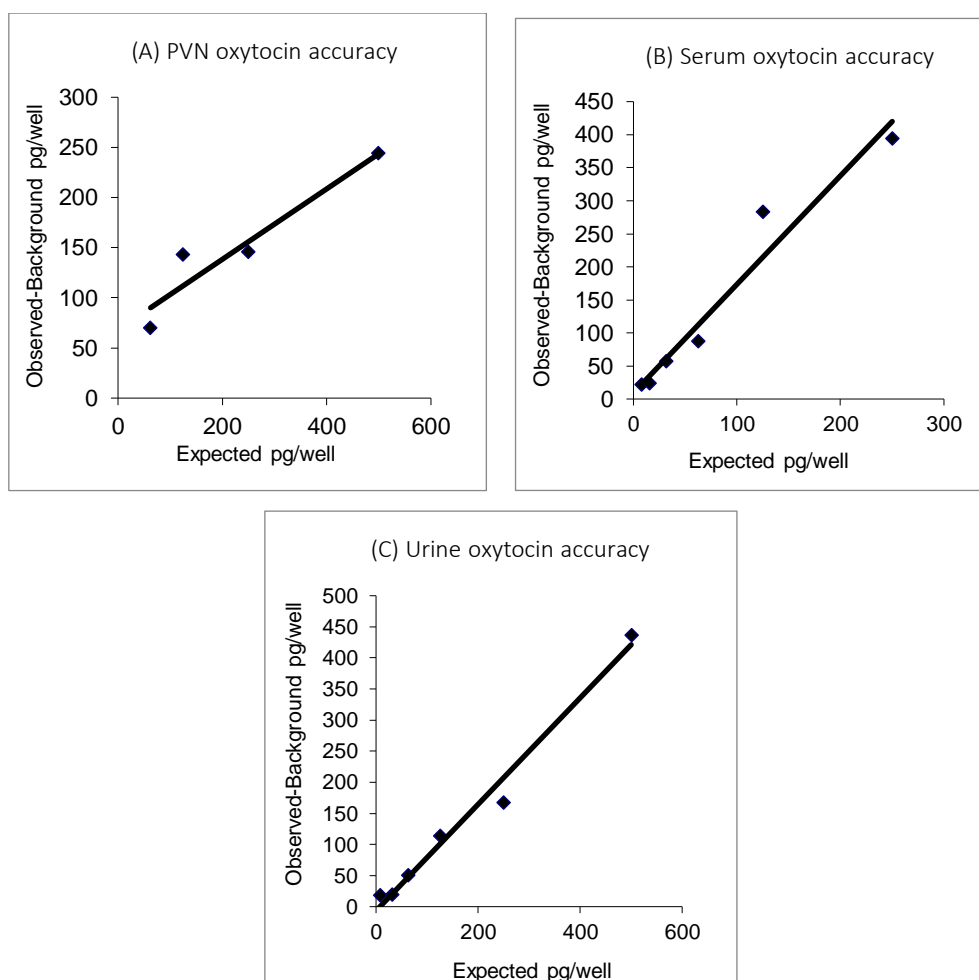 (A) PVN oxytocin accuracy
Observed-Background pg/well
300
250
200
150
100
50
0
0 200 400 600
Expected pg/well
(B) Serum oxytocin accuracy
Observed-Background pg/well
450
400
350
300
250
200
150
100
50
0
0 100 200 300
Expected pg/well
(C) Urine oxytocin accuracy
Observed-Background pg/well
500
450
400
350
300
250
200
150
100
50
0
0 200 400 600
Expected pg/well